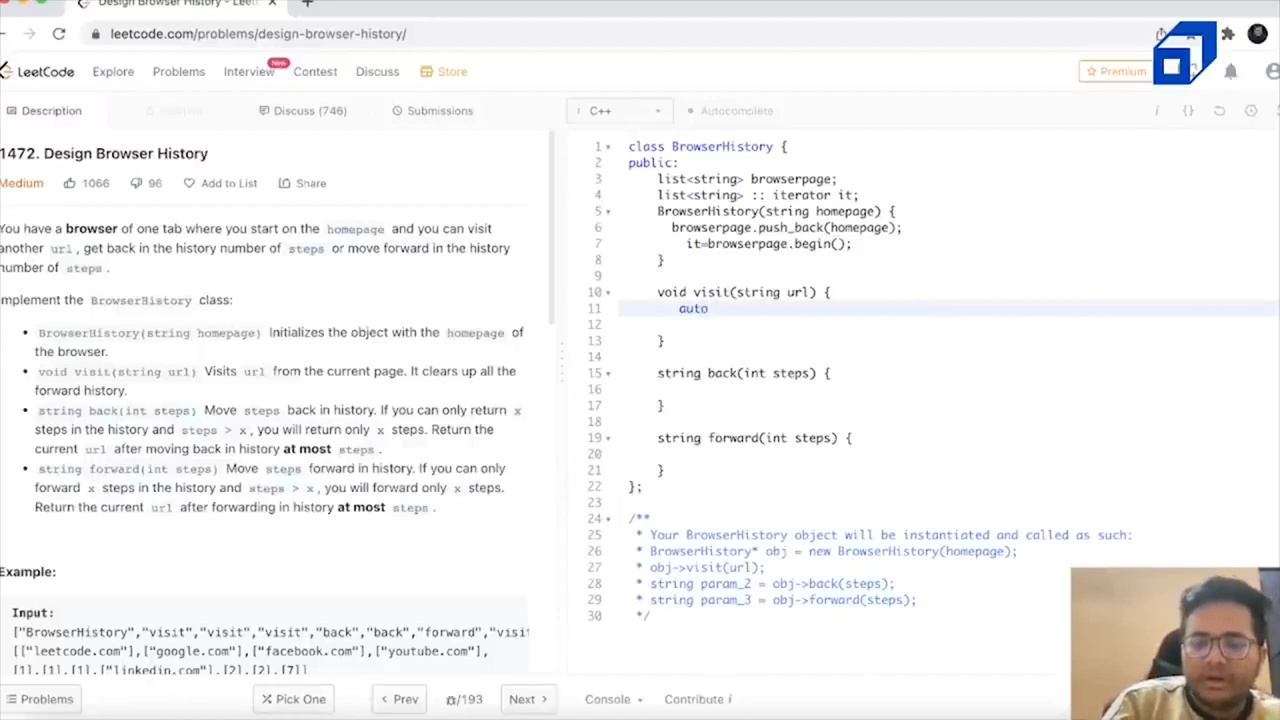 Design Browser History - Leet
leetcode.com/problems/design-browser-history/
LeetCode
Explore
Problems
Interview
New
Contest
Discuss
Store
Premium
Description
Discuss (746)
Submissions
i
C++
Autocomplete
i
{}
1472. Design Browser History
Medium
1066
96
Add to List
Share
You have a browser of one tab where you start on the homepage and you can visit
another url, get back in the history number of steps or move forward in the history
number of steps.
mplement the BrowserHistory class:
• BrowserHistory(string homepage) Initializes the object with the homepage of
the browser.
• void visit(string url) Visits url from the current page. It clears up all the
forward history.
• string back(int steps) Move steps back in history. If you can only return x
steps in the history and steps > x, you will return only x steps. Return the
current url after moving back in history at most steps.
• string forward(int steps) Move steps forward in history. If you can only
forward x steps in the history and steps > x, you will forward only x steps.
Return the current url after forwarding in history at most steps.
Example:
Input:
["BrowserHistory","visit","visit","visit","back","back","forward","visi
[["leetcode.com"],["google.com"],["facebook.com"],["youtube.com"],
[1],[1],[1],["linkedin.com"],[2],[2],[7]]
1 class BrowserHistory {
2 public:
3 list<string> browserpage;
4 list<string> :: iterator it;
5 BrowserHistory(string homepage) {
6 browserpage.push_back(homepage);
7 it=browserpage.begin();
8 }
9
10 void visit(string url) {
11 auto
12
13 }
14
15 string back(int steps) {
16
17 }
18
19 string forward(int steps) {
20
21 }
22 };
23
24 /**
25 * Your BrowserHistory object will be instantiated and called as such:
26 * BrowserHistory* obj = new BrowserHistory(homepage);
27 * obj->visit(url);
28 * string param_2 = obj->back(steps);
29 * string param_3 = obj->forward(steps);
30 */
Problems
Pick One
Prev
/193
Next
Console
Contribute i